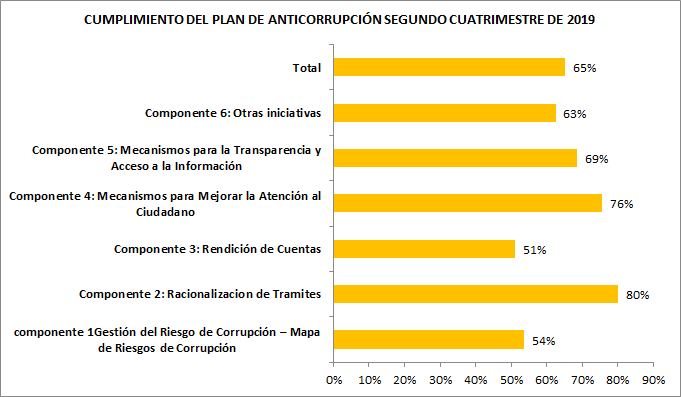 CUMPLIMIENTO DEL PLAN DE ANTICORRUPCIÓN SEGUNDO CUATRIMESTRE DE 2019
Total
65%
Componente 6: Otras iniciativas
63%
Componente 5: Mecanismos para la Transparencia y
Acceso a la Información
69%
Componente 4: Mecanismos para Mejorar la Atención al
Ciudadano
76%
Componente 3: Rendición de Cuentas
51%
Componente 2: Racionalizacion de Tramites
80%
componente 1Gestión del Riesgo de Corrupción – Mapa
de Riesgos de Corrupción
54%
0% 10% 20% 30% 40% 50% 60% 70% 80% 90%